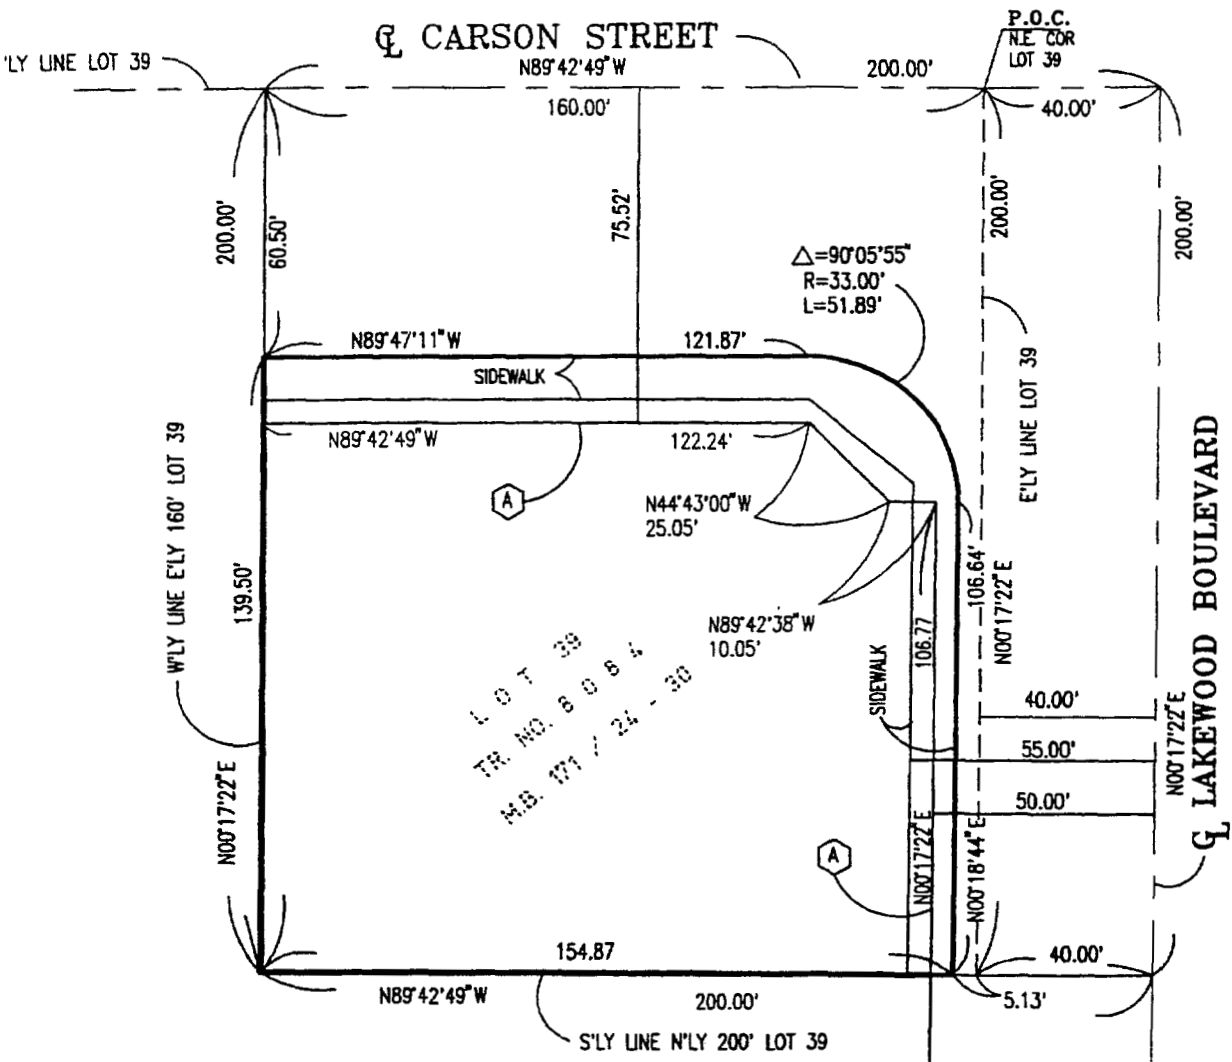 ℄ CARSON STREET
P.O.C.
N.E. COR
LOT 39
'LY LINE LOT 39
N89°42'49"W
200.00'
160.00'
40.00'
200.00'
60.50'
75.52'
200.00'
200.00'
△=90°05'55"
R=33.00'
L=51.89'
N89°47'11"W
121.87'
SIDEWALK
E'LY LINE LOT 39
N89°42'49"W
122.24'
W'LY LINE E'LY 160' LOT 39
A
N44°43'00"W
25.05'
139.50'
106.64'
N00°17'22"E
N89°42'38"W
10.05'
106.77
SIDEWALK
LOT 39
TR. NO. 8084
M.B. 171 / 24 - 30
40.00'
55.00'
50.00'
N00°17'22"E
℄ LAKEWOOD BOULEVARD
N00°17'22"E
A
N00°17'22"E
N00°18'44"E
154.87
40.00'
N89°42'49"W
200.00'
5.13'
S'LY LINE N'LY 200' LOT 39